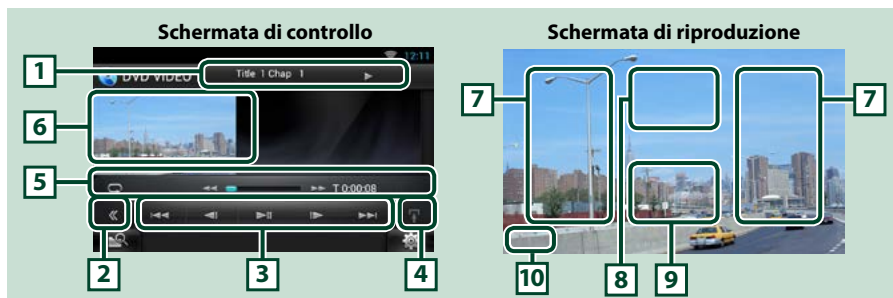 Schermata di controllo
Schermata di riproduzione
12:11
1
DVD VIDEO
Title 1 Chap 1
6
7
8
7
5
T 0:00:08
2
3
4
10
8
9